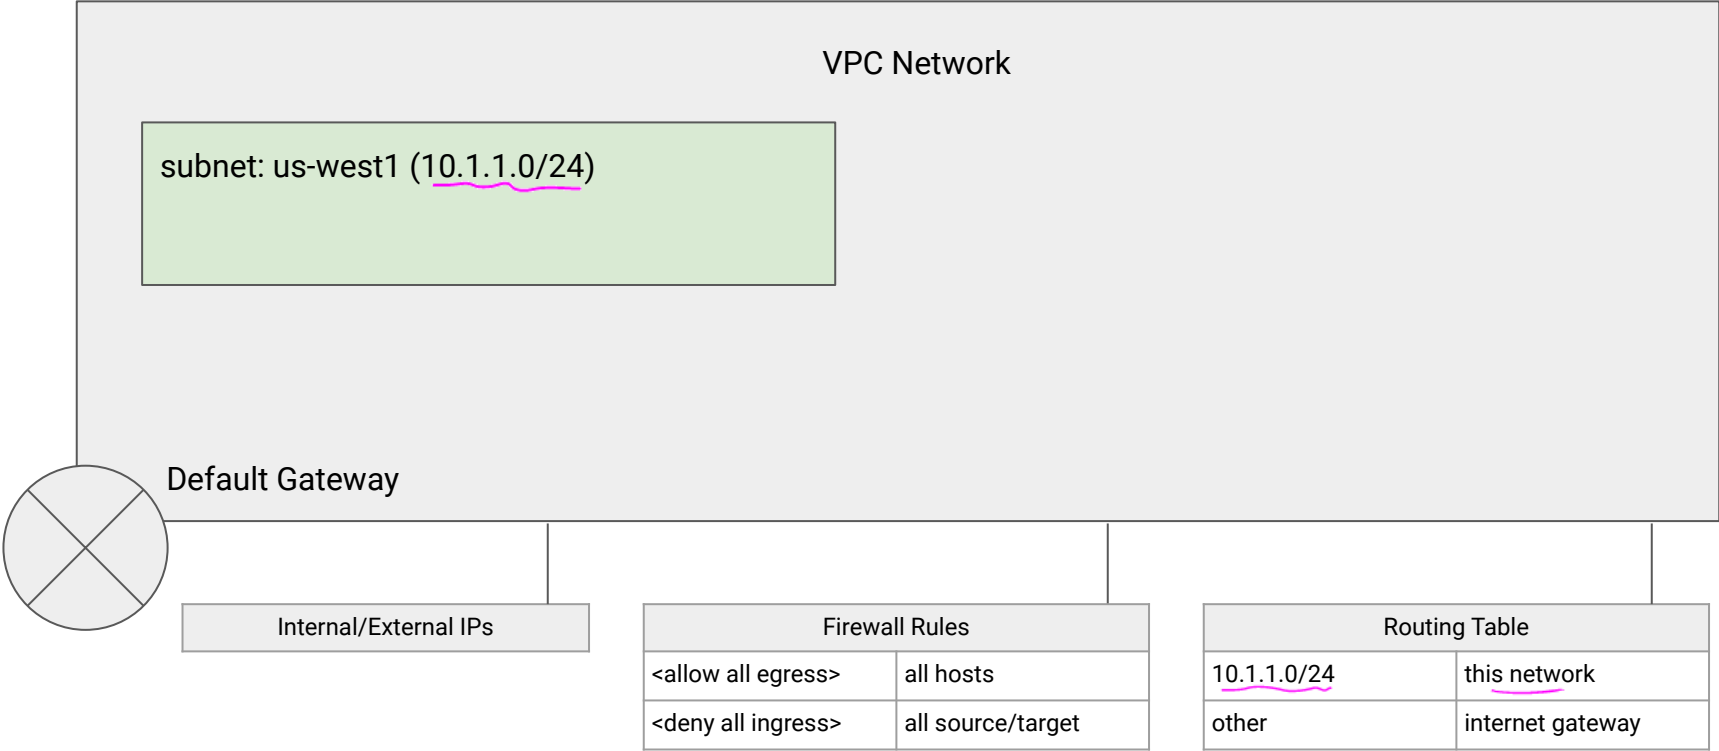 VPC Network
subnet: us-west1 (10.1.1.0/24)
Default Gateway
Internal/External IPs
Firewall Rules
<allow all egress> all hosts
<deny all ingress> all source/target
Routing Table
10.1.1.0/24 this network
other internet gateway